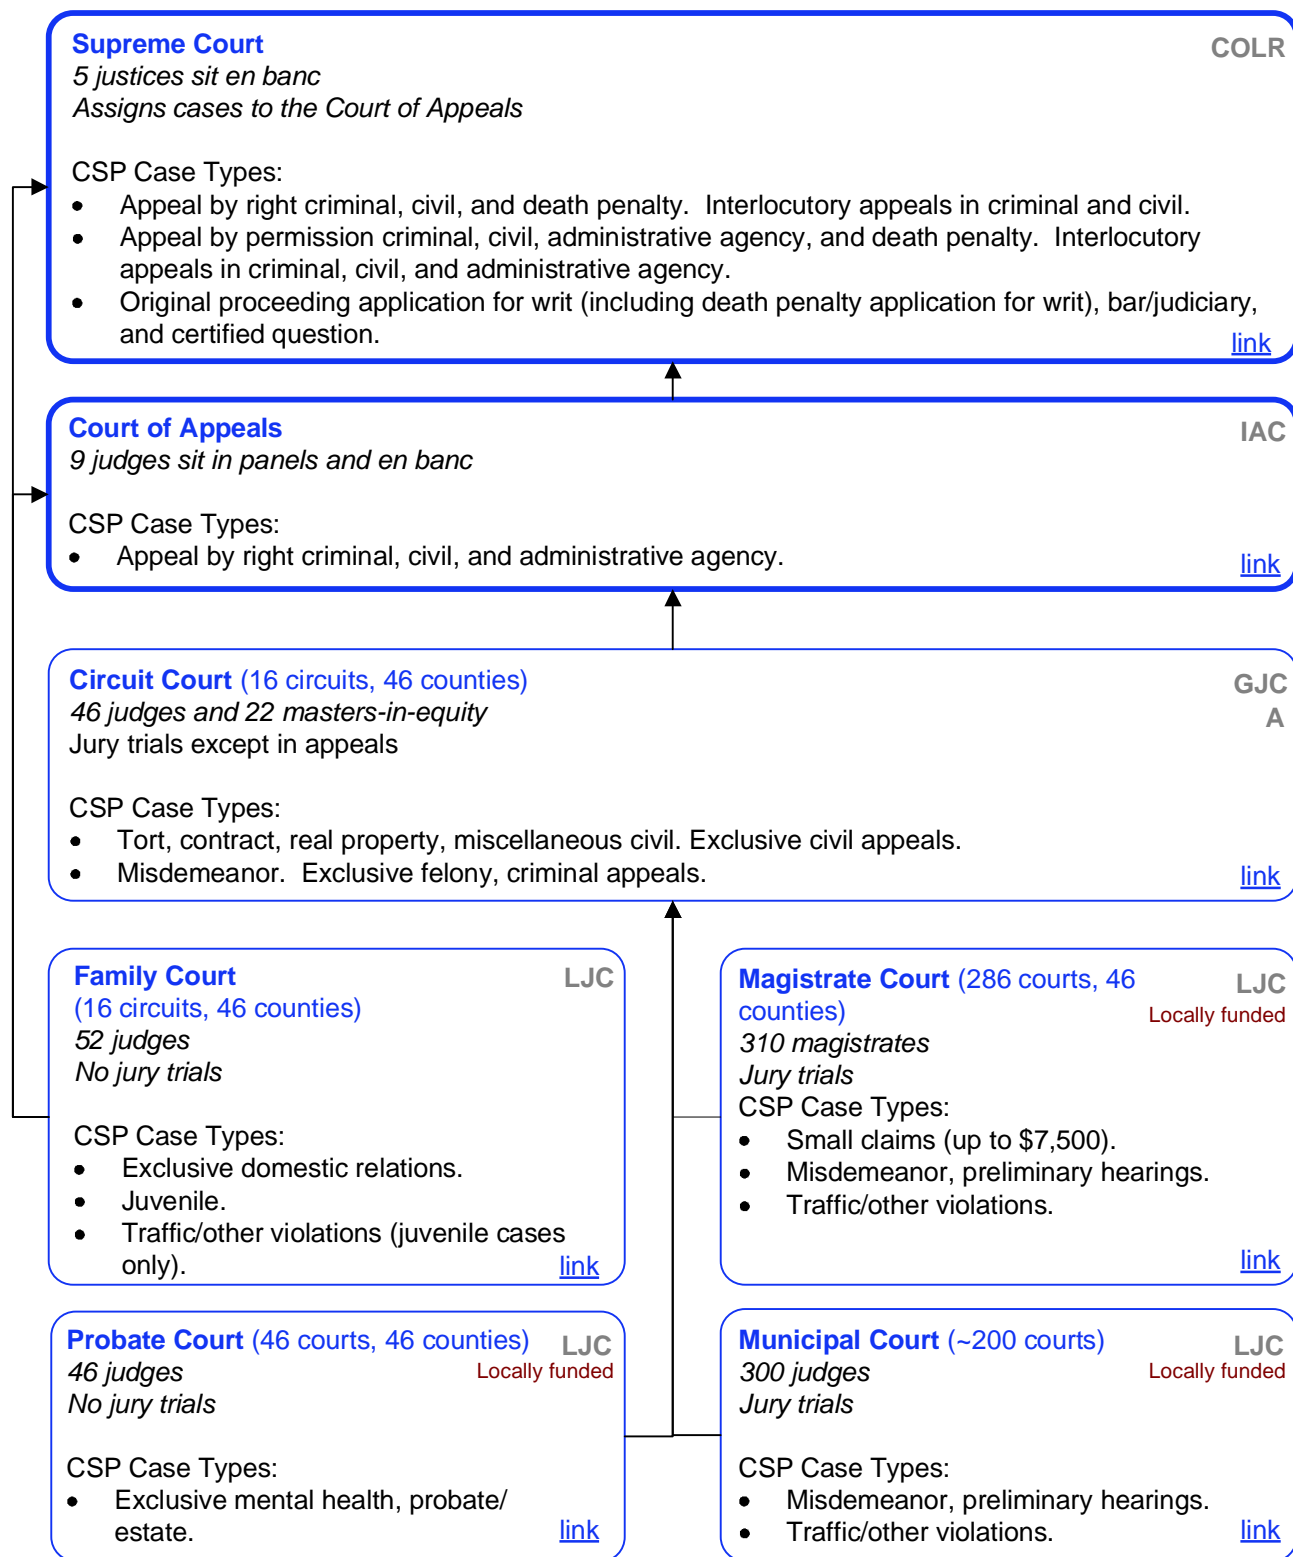 Supreme Court
COLR
5 justices sit en banc
Assigns cases to the Court of Appeals
CSP Case Types:
• Appeal by right criminal, civil, and death penalty.  Interlocutory appeals in criminal and civil.
• Appeal by permission criminal, civil, administrative agency, and death penalty.  Interlocutory
appeals in criminal, civil, and administrative agency.
• Original proceeding application for writ (including death penalty application for writ), bar/judiciary,
and certified question.
link
Court of Appeals
IAC
9 judges sit in panels and en banc
CSP Case Types:
• Appeal by right criminal, civil, and administrative agency.
link
Circuit Court (16 circuits, 46 counties)
GJC
A
46 judges and 22 masters-in-equity
Jury trials except in appeals
CSP Case Types:
• Tort, contract, real property, miscellaneous civil. Exclusive civil appeals.
• Misdemeanor.  Exclusive felony, criminal appeals.
link
Family Court
LJC
(16 circuits, 46 counties)
52 judges
No jury trials
CSP Case Types:
• Exclusive domestic relations.
• Juvenile.
• Traffic/other violations (juvenile cases
only).
link
Magistrate Court (286 courts, 46
counties)
LJC
Locally funded
310 magistrates
Jury trials
CSP Case Types:
• Small claims (up to $7,500).
• Misdemeanor, preliminary hearings.
• Traffic/other violations.
link
Probate Court (46 courts, 46 counties)
LJC
Locally funded
46 judges
No jury trials
CSP Case Types:
• Exclusive mental health, probate/
estate.
link
Municipal Court (~200 courts)
LJC
Locally funded
300 judges
Jury trials
CSP Case Types:
• Misdemeanor, preliminary hearings.
• Traffic/other violations.
link